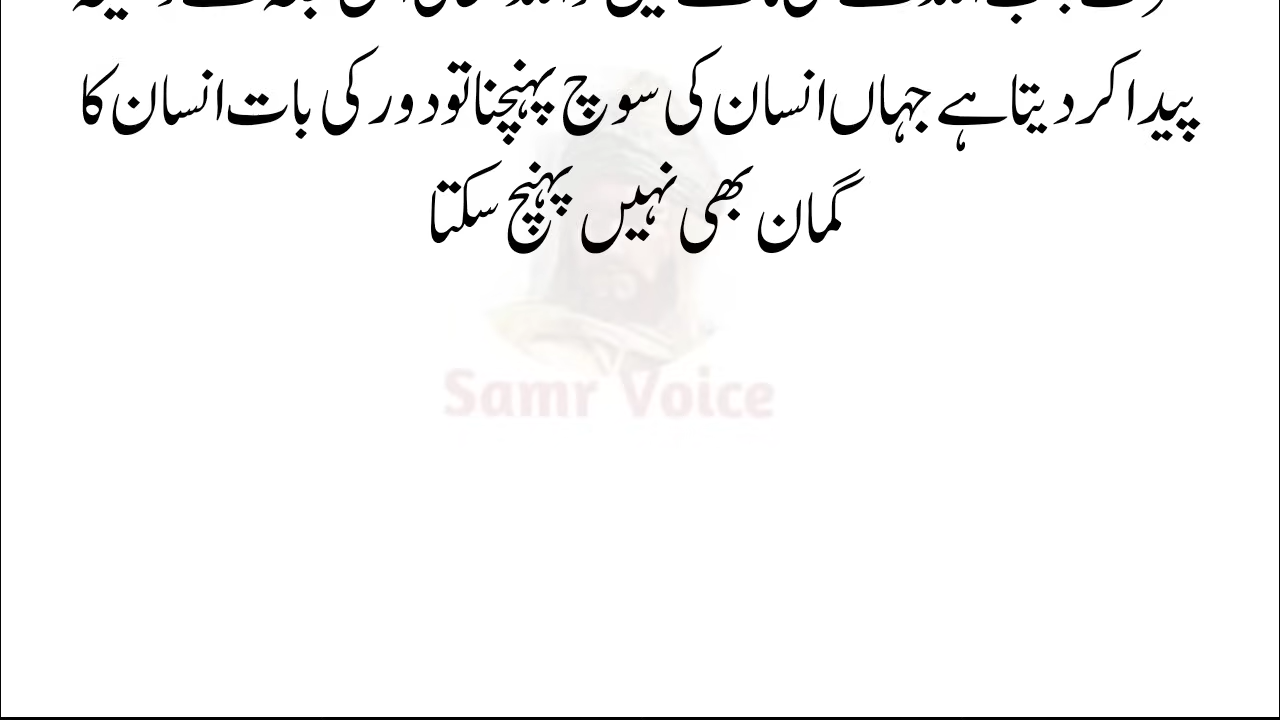 پیدا کر دیتا ہے جہاں انسان کی سوچ پہنچنا تو دور کی بات انسان کا
گمان بھی نہیں پہنچ سکتا
Samr Voice